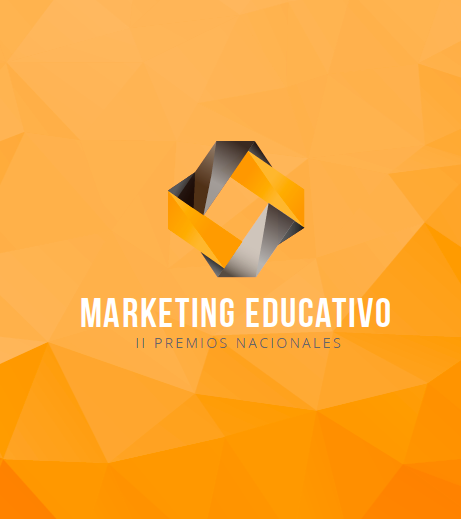 MARKETING EDUCATIVO
II PREMIOS NACIONALES